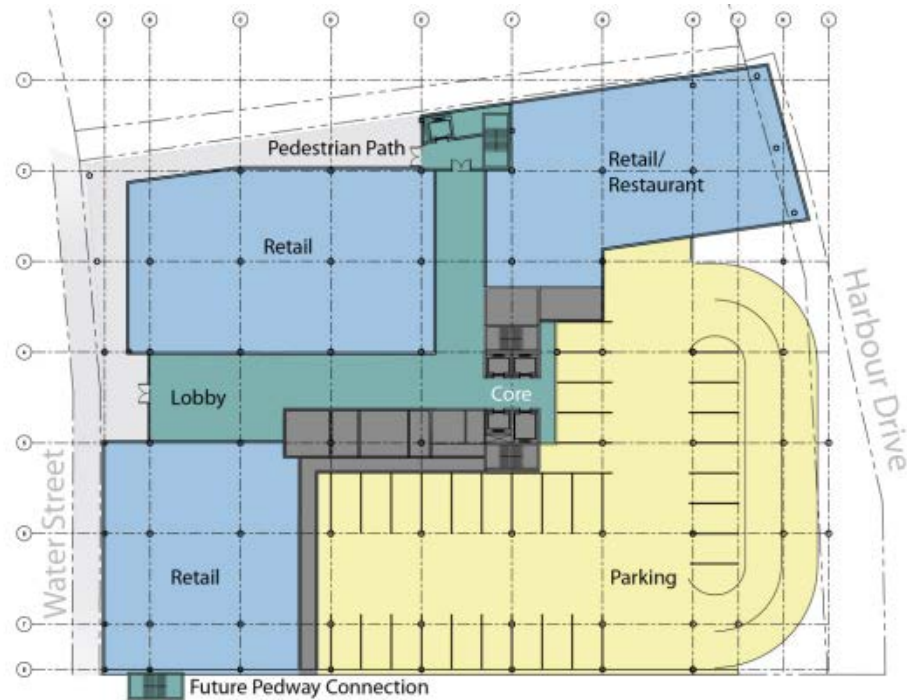 Pedestrian Path
Retail/
Restaurant
Retail
Harbour Drive
Lobby
Core
Water Street
Retail
Parking
Future Pedway Connection